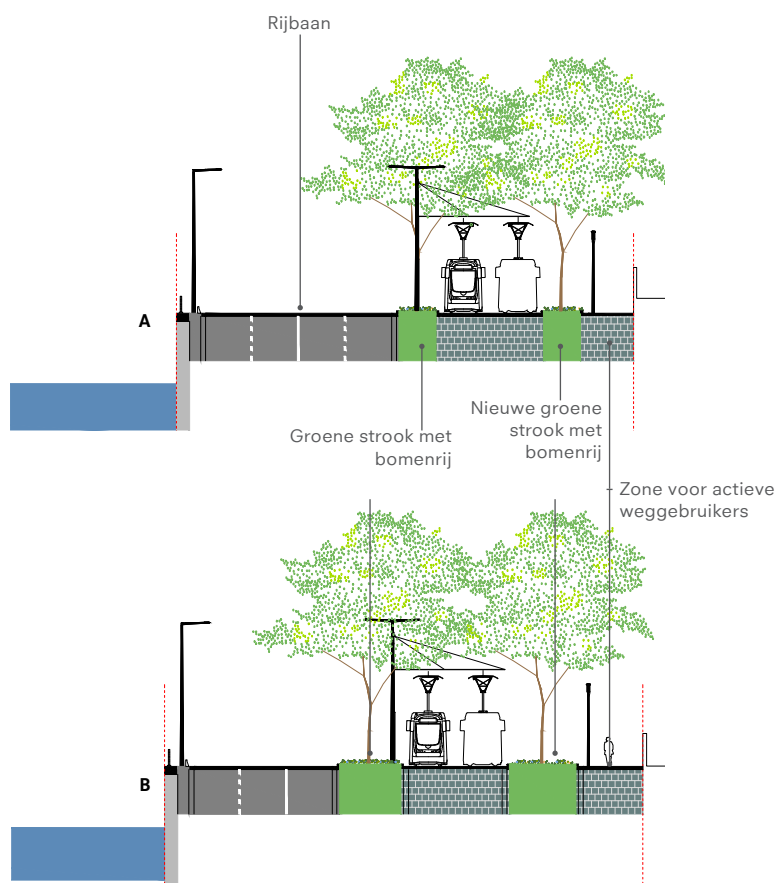 Rijbaan
A
Groene strook met
bomenrij
Nieuwe groene
strook met
bomenrij
Zone voor actieve
weggebruikers
B